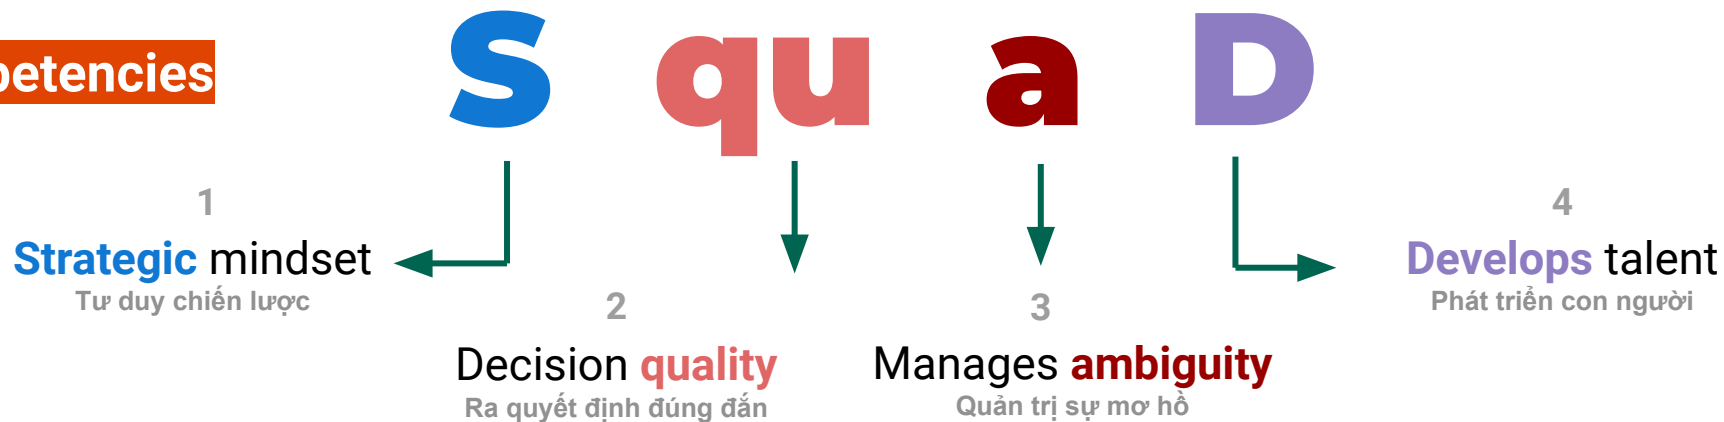 petencies
S qu a D
1
Strategic mindset
Tư duy chiến lược
2
Decision quality
Ra quyết định đúng đắn
3
Manages ambiguity
Quản trị sự mơ hồ
4
Develops talent
Phát triển con người